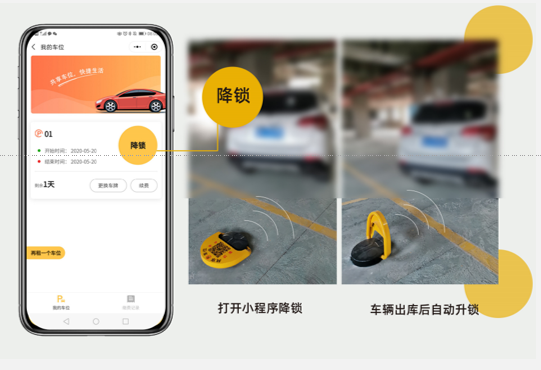 我的车位
共享车位，快捷生活
01
降锁
开始时间： 2020-05-20
结束时间： 2020-05-20
剩余1天
更换车牌
续费
再租一个车位
我的车位
降锁
打开小程序降锁
车辆出库后自动升锁